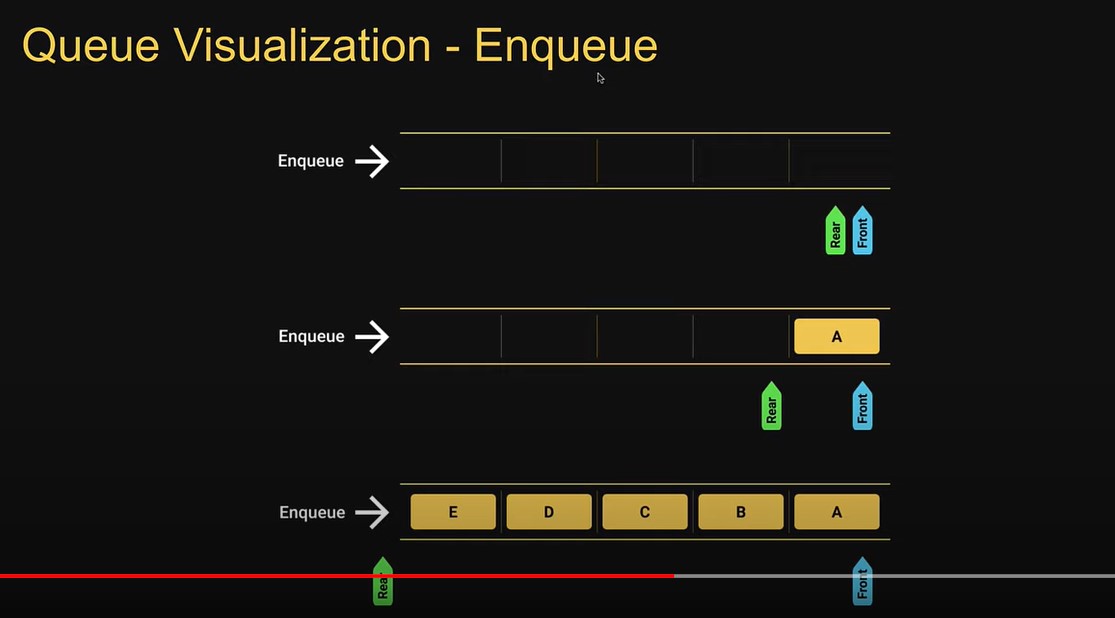 Queue Visualization - Enqueue
Enqueue
Rear
Front
Enqueue
A
Rear
Front
Enqueue
E D C B A
Rear
Front